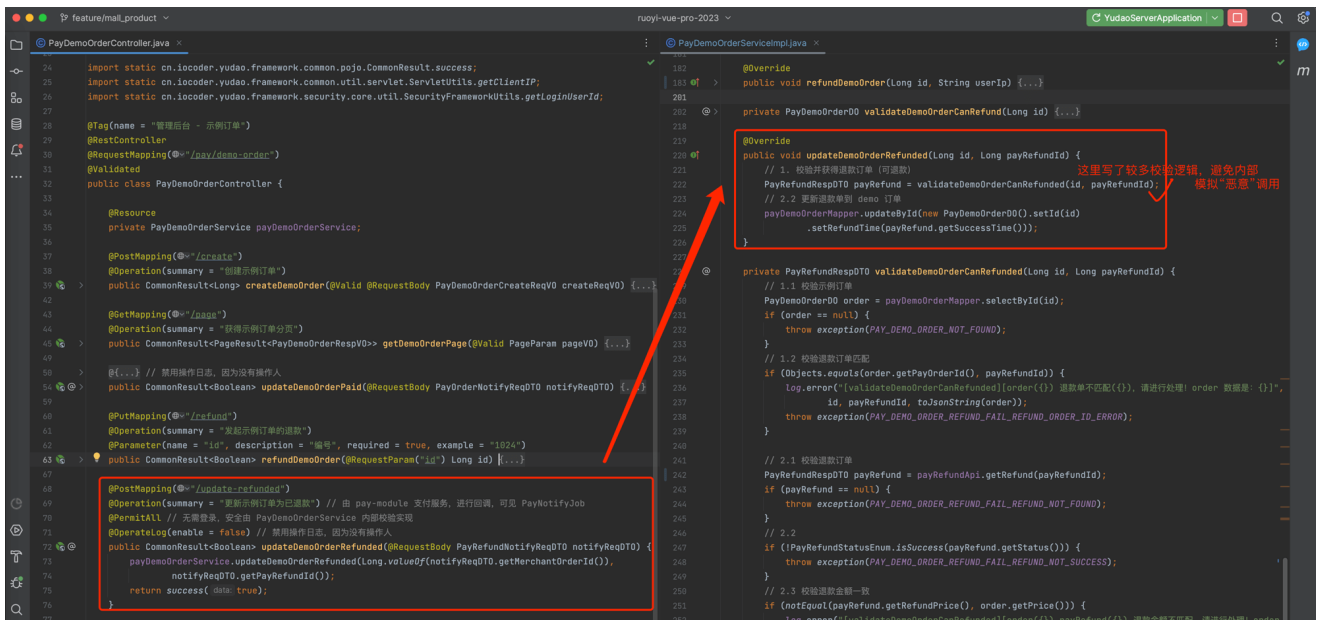 feature/mall_product
ruoyi-vue-pro-2023
YudaoServerApplication
PayDemoOrderController.java
24 import static cn.iocoder.yudao.framework.common.pojo.CommonResult.success;
25 import static cn.iocoder.yudao.framework.common.util.servlet.ServletUtils.getClientIP;
26 import static cn.iocoder.yudao.framework.security.core.util.SecurityFrameworkUtils.getLoginUserId;
27
28 @Tag(name = "管理后台 - 示例订单")
29 @RestController
30 @RequestMapping("/pay/demo-order")
31 @Validated
32 public class PayDemoOrderController {
33
34 @Resource
35 private PayDemoOrderService payDemoOrderService;
36
37 @PostMapping("/create")
38 @Operation(summary = "创建示例订单")
39 public CommonResult<Long> createDemoOrder(@Valid @RequestBody PayDemoOrderCreateReqVO createReqVO) {...}
42
43 @GetMapping("/page")
44 @Operation(summary = "获得示例订单分页")
45 public CommonResult<PageResult<PayDemoOrderRespVO>> getDemoOrderPage(@Valid PageParam pageVO) {...}
49
50 @{...} // 禁用操作日志，因为没有操作人
54 public CommonResult<Boolean> updateDemoOrderPaid(@RequestBody PayOrderNotifyReqDTO notifyReqDTO) {...}
59
60 @PutMapping("/refund")
61 @Operation(summary = "发起示例订单的退款")
62 @Parameter(name = "id", description = "编号", required = true, example = "1024")
63 public CommonResult<Boolean> refundDemoOrder(@RequestParam("id") Long id) {...}
67
68 @PostMapping("/update-refunded")
69 @Operation(summary = "更新示例订单为已退款") // 由 pay-module 支付服务，进行回调，可见 PayNotifyJob
70 @PermitAll // 无需登录，安全由 PayDemoOrderService 内部校验实现
71 @OperateLog(enable = false) // 禁用操作日志，因为没有操作人
72 public CommonResult<Boolean> updateDemoOrderRefunded(@RequestBody PayRefundNotifyReqDTO notifyReqDTO) {
73 payDemoOrderService.updateDemoOrderRefunded(Long.valueOf(notifyReqDTO.getMerchantOrderId()),
74 notifyReqDTO.getPayRefundId());
75 return success( data: true);
76 }
PayDemoOrderServiceImpl.java
182 @Override
183 public void refundDemoOrder(Long id, String userIp) {...}
201
202 private PayDemoOrderDO validateDemoOrderCanRefund(Long id) {...}
218
219 @Override
220 public void updateDemoOrderRefunded(Long id, Long payRefundId) {
221 // 1. 校验并获得退款订单（可退款）
222 PayRefundRespDTO payRefund = validateDemoOrderCanRefunded(id, payRefundId);
223 // 2.2 更新退款单到 demo 订单
224 payDemoOrderMapper.updateById(new PayDemoOrderDO().setId(id)
225 .setRefundTime(payRefund.getSuccessTime()));
226 }
这里写了较多校验逻辑，避免内部
模拟“恶意”调用
227
private PayRefundRespDTO validateDemoOrderCanRefunded(Long id, Long payRefundId) {
// 1.1 校验示例订单
230 PayDemoOrderDO order = payDemoOrderMapper.selectById(id);
231 if (order == null) {
232 throw exception(PAY_DEMO_ORDER_NOT_FOUND);
233 }
234 // 1.2 校验退款订单匹配
235 if (Objects.equals(order.getPayOrderId(), payRefundId)) {
236 log.error("[validateDemoOrderCanRefunded][order({}) 退款单不匹配({})，请进行处理！order 数据是：{}]",
237 id, payRefundId, toJsonString(order));
238 throw exception(PAY_DEMO_ORDER_REFUND_FAIL_REFUND_ORDER_ID_ERROR);
239 }
240
241 // 2.1 校验退款订单
242 PayRefundRespDTO payRefund = payRefundApi.getRefund(payRefundId);
243 if (payRefund == null) {
244 throw exception(PAY_DEMO_ORDER_REFUND_FAIL_REFUND_NOT_FOUND);
245 }
246 // 2.2
247 if (!PayRefundStatusEnum.isSuccess(payRefund.getStatus())) {
248 throw exception(PAY_DEMO_ORDER_REFUND_FAIL_REFUND_NOT_SUCCESS);
249 }
250 // 2.3 校验退款金额一致
251 if (notEqual(payRefund.getRefundPrice(), order.getPrice())) {